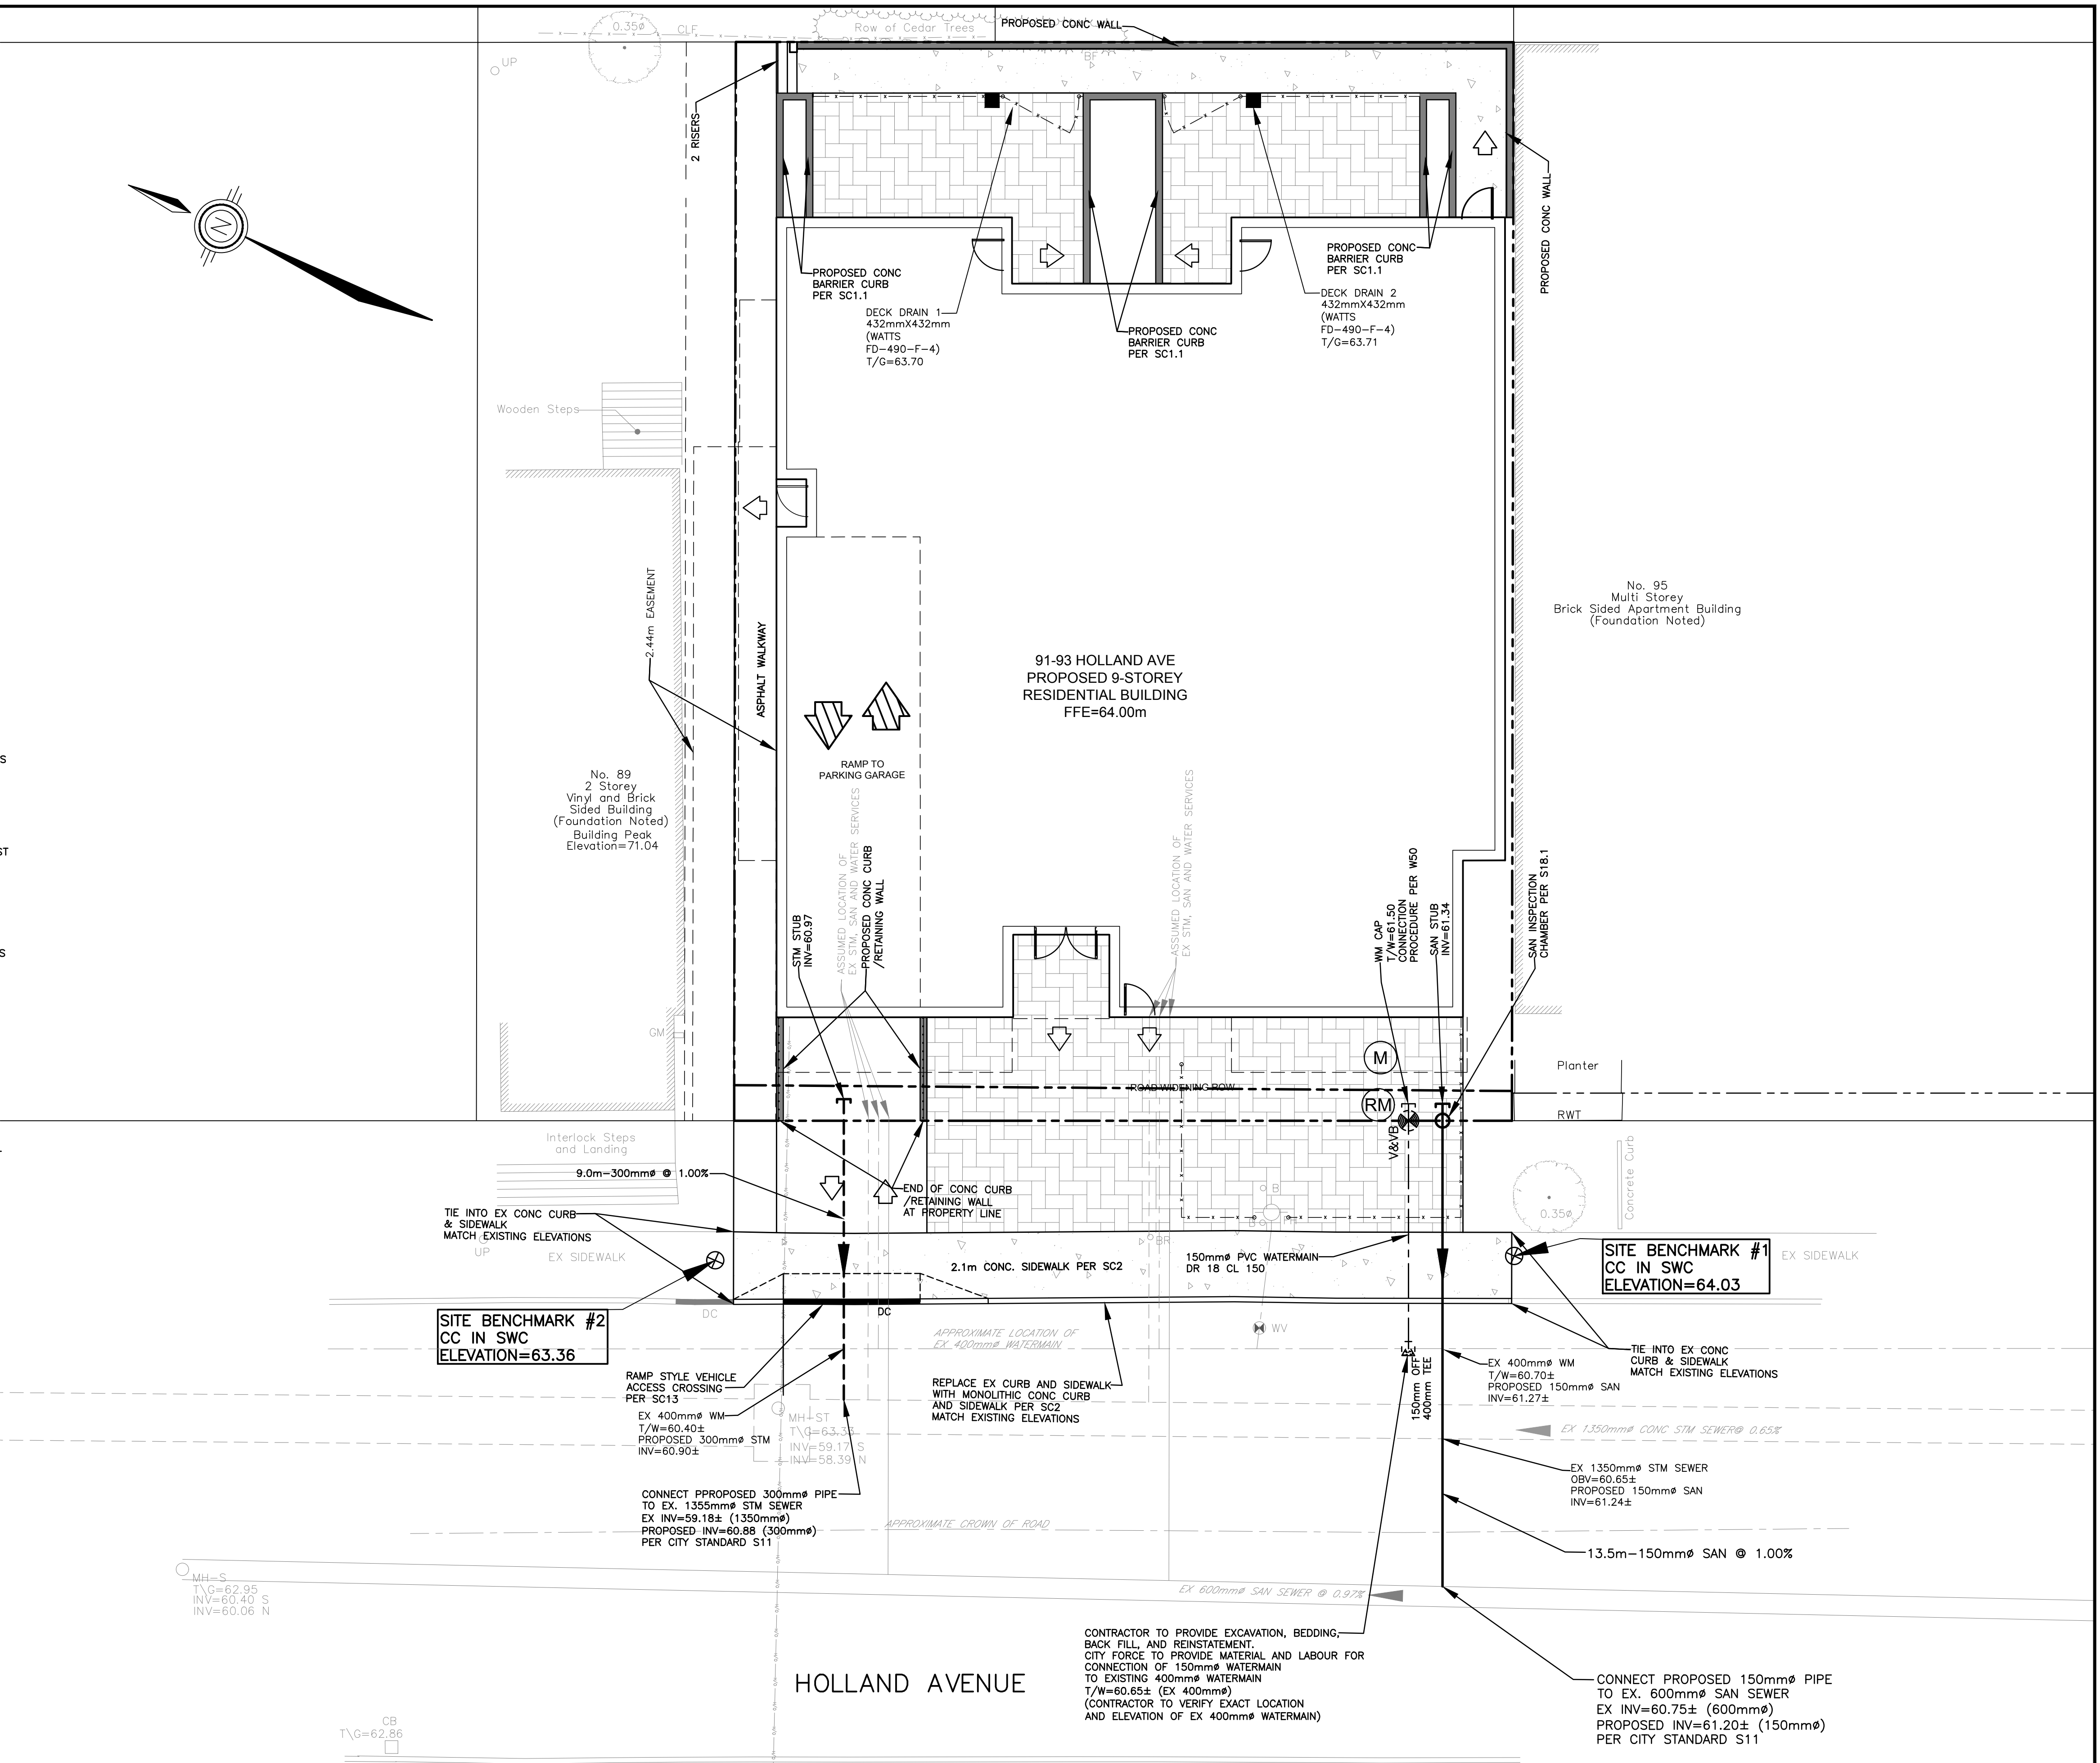 0.35ø
CLF
Row of Cedar Trees
PROPOSED CONC WALL
BF
UP
2 RISERS
N
PROPOSED CONC WALL
PROPOSED CONC
BARRIER CURB
PER SC1.1
DECK DRAIN 1
432mmX432mm
(WATTS
FD-490-F-4)
T/G=63.70
PROPOSED CONC
BARRIER CURB
PER SC1.1
PROPOSED CONC
BARRIER CURB
PER SC1.1
DECK DRAIN 2
432mmX432mm
(WATTS
FD-490-F-4)
T/G=63.71
Wooden Steps
2.44m EASEMENT
ASPHALT WALKWAY
No. 95
Multi Storey
Brick Sided Apartment Building
(Foundation Noted)
91-93 HOLLAND AVE
PROPOSED 9-STOREY
RESIDENTIAL BUILDING
FFE=64.00m
RAMP TO
PARKING GARAGE
No. 89
2 Storey
Vinyl and Brick
Sided Building
(Foundation Noted)
Building Peak
Elevation=71.04
S
ST
S
STM STUB
INV=60.97
ASSUMED LOCATION OF
EX STM, SAN AND WATER SERVICES
PROPOSED CONC CURB
/RETAINING WALL
ASSUMED LOCATION OF
EX STM, SAN AND WATER SERVICES
WM CAP
T/W=61.50
CONNECTION
PROCEDURE PER W50
SAN STUB
INV=61.34
SAN INSPECTION
CHAMBER PER S18.1
GM
M
ROAD WIDENING ROW
RM
V&VB
Planter
RWT
Interlock Steps
and Landing
9.0m-300mmø @ 1.00%
END OF CONC CURB
/RETAINING WALL
AT PROPERTY LINE
B
B
BR
Concrete Curb
0.35ø
TIE INTO EX CONC CURB
& SIDEWALK
MATCH EXISTING ELEVATIONS
UP
EX SIDEWALK
2.1m CONC. SIDEWALK PER SC2
150mmø PVC WATERMAIN
DR 18 CL 150
SITE BENCHMARK #1
CC IN SWC
ELEVATION=64.03
EX SIDEWALK
SITE BENCHMARK #2
CC IN SWC
ELEVATION=63.36
DC
DC
APPROXIMATE LOCATION OF
EX 400mmø WATERMAIN
WV
150mm OFF
400mm TEE
EX 400mmø WM
T/W=60.70±
PROPOSED 150mmø SAN
INV=61.27±
TIE INTO EX CONC
CURB & SIDEWALK
MATCH EXISTING ELEVATIONS
RAMP STYLE VEHICLE
ACCESS CROSSING
PER SC13
EX 400mmø WM
T/W=60.40±
PROPOSED 300mmø STM
INV=60.90±
MH-ST
T\G=63.33
INV=59.17 S
INV=58.39 N
REPLACE EX CURB AND SIDEWALK
WITH MONOLITHIC CONC CURB
AND SIDEWALK PER SC2
MATCH EXISTING ELEVATIONS
EX 1350mmø CONC STM SEWER@ 0.65%
EX 1350mmø STM SEWER
OBV=60.65±
PROPOSED 150mmø SAN
INV=61.24±
CONNECT PPROPOSED 300mmø PIPE
TO EX. 1355mmø STM SEWER
EX INV=59.18± (1350mmø)
PROPOSED INV=60.88 (300mmø)
PER CITY STANDARD S11
APPROXIMATE CROWN OF ROAD
13.5m-150mmø SAN @ 1.00%
MH-S
T\G=62.95
INV=60.40 S
INV=60.06 N
EX 600mmø SAN SEWER @ 0.97%
CONTRACTOR TO PROVIDE EXCAVATION, BEDDING,
BACK FILL, AND REINSTATEMENT.
CITY FORCE TO PROVIDE MATERIAL AND LABOUR FOR
CONNECTION OF 150mmø WATERMAIN
TO EXISTING 400mmø WATERMAIN
T/W=60.65± (EX 400mmø)
(CONTRACTOR TO VERIFY EXACT LOCATION
AND ELEVATION OF EX 400mmø WATERMAIN)
HOLLAND AVENUE
CONNECT PROPOSED 150mmø PIPE
TO EX. 600mmø SAN SEWER
EX INV=60.75± (600mmø)
PROPOSED INV=61.20± (150mmø)
PER CITY STANDARD S11
CB
T\G=62.86